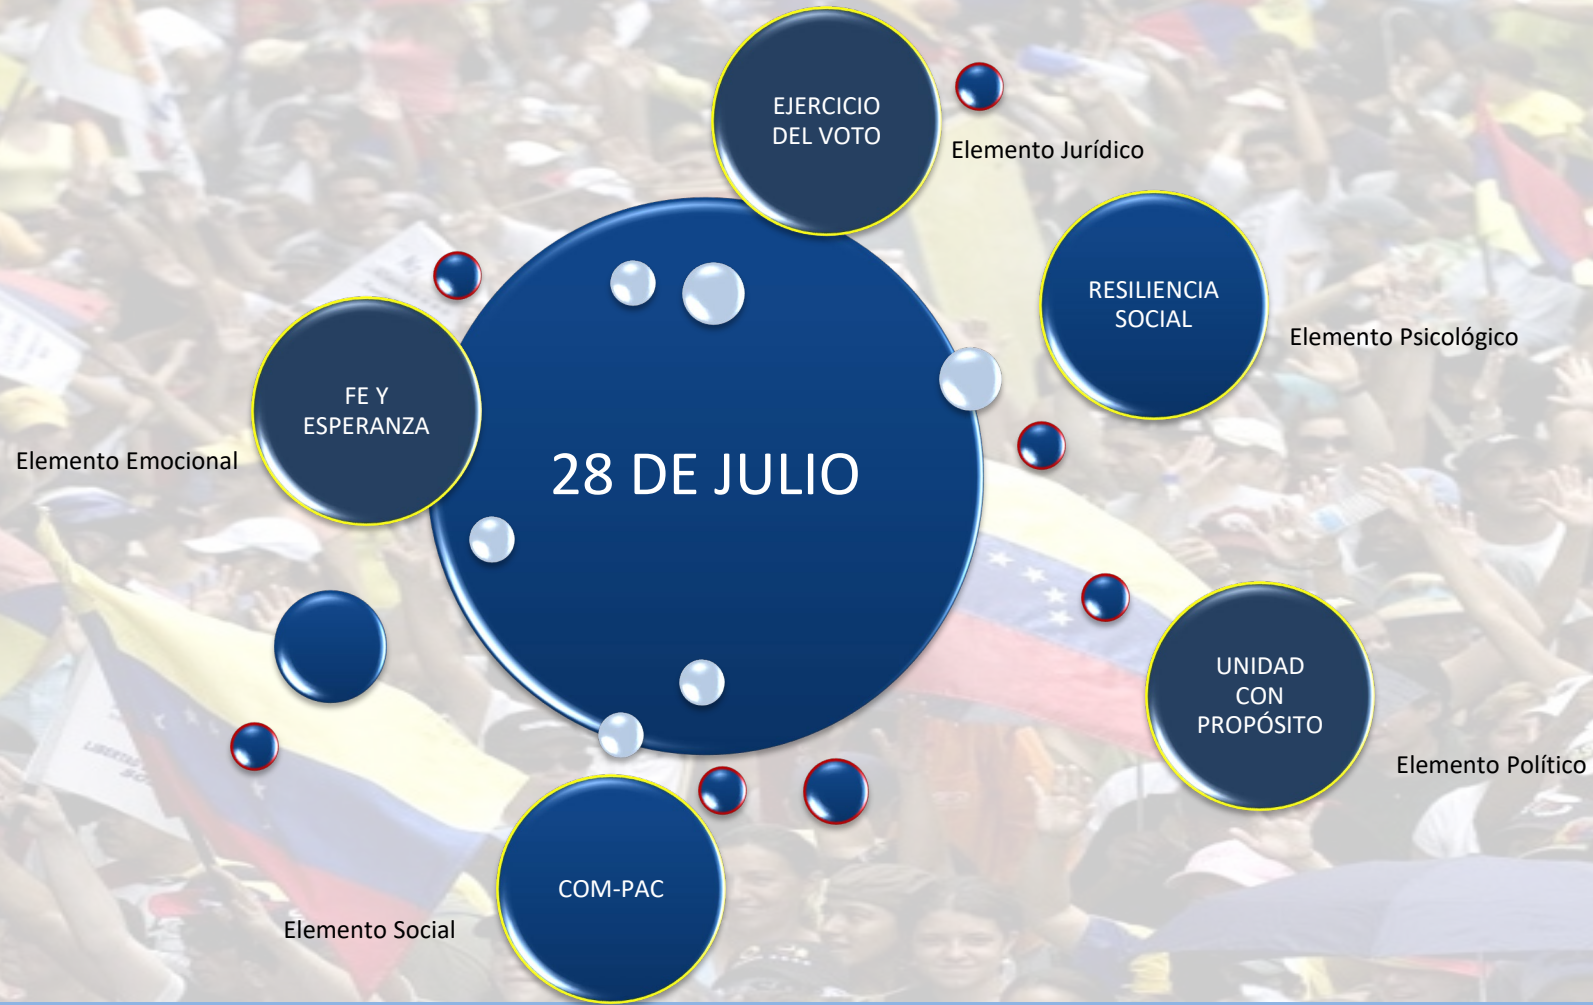 EJERCICIO
DEL VOTO
Elemento Jurídico
RESILIENCIA
SOCIAL
Elemento Psicológico
FE Y
ESPERANZA
Elemento Emocional
28 DE JULIO
UNIDAD
CON
PROPÓSITO
Elemento Político
COM-PAC
Elemento Social